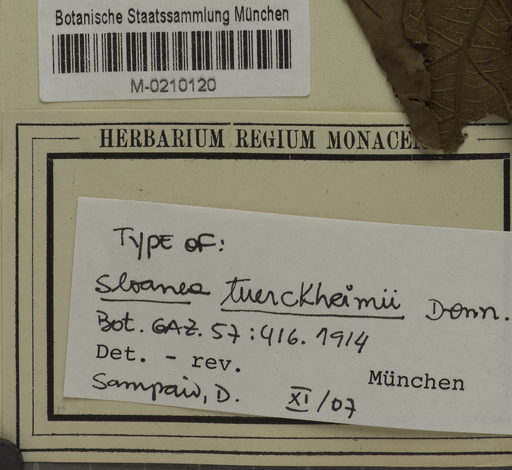 Botanische Staatssammlung München
M-0210120
HERBARIUM REGIUM MONACE
TYPE OF:
Sloanea tuerckheimii Donn.
Bot. GAZ. 57:416. 1914
Det. - rev.
München
Sampaio, D. XI/07